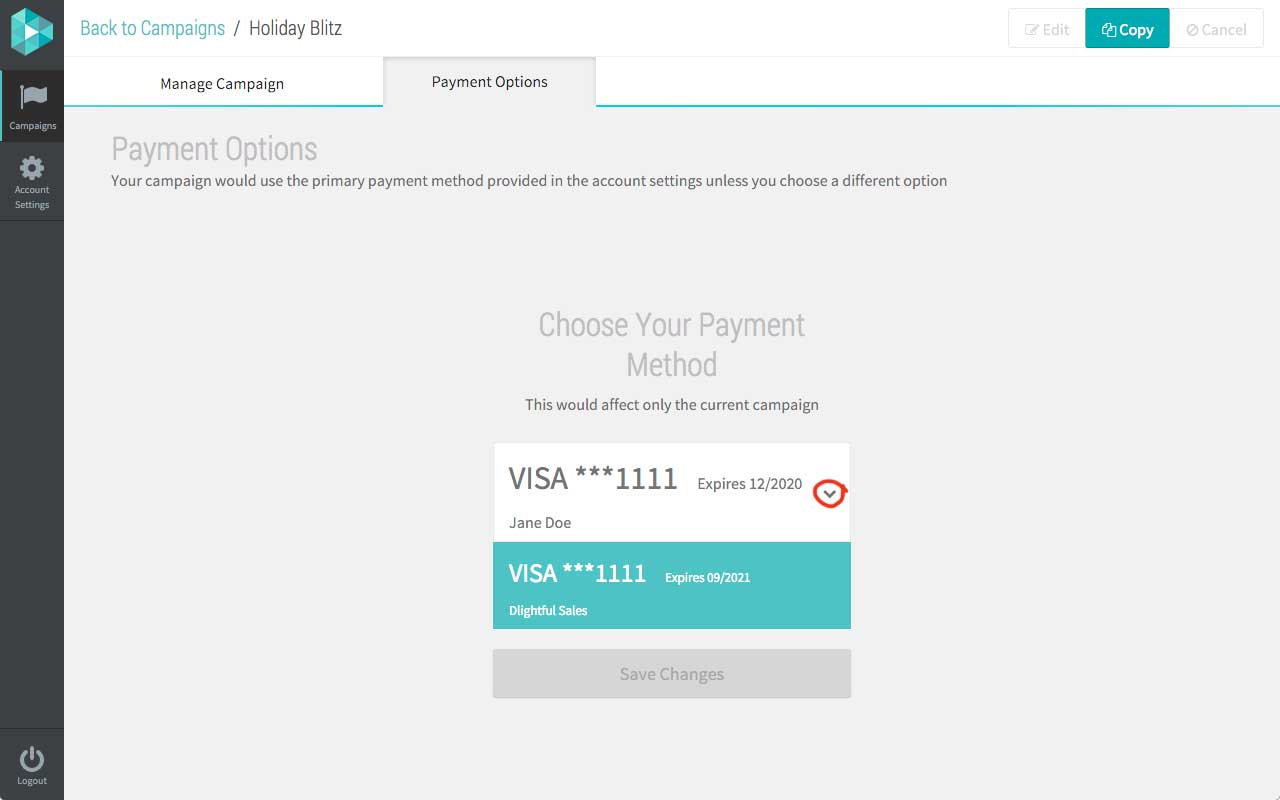 Back to Campaigns / Holiday Blitz
Edit
Copy
Cancel
Campaigns
Account
Settings
Logout
Manage Campaign
Payment Options
Payment Options
Your campaign would use the primary payment method provided in the account settings unless you choose a different option
Choose Your Payment
Method
This would affect only the current campaign
VISA ***1111 Expires 12/2020
Jane Doe
VISA ***1111 Expires 09/2021
Dlightful Sales
Save Changes